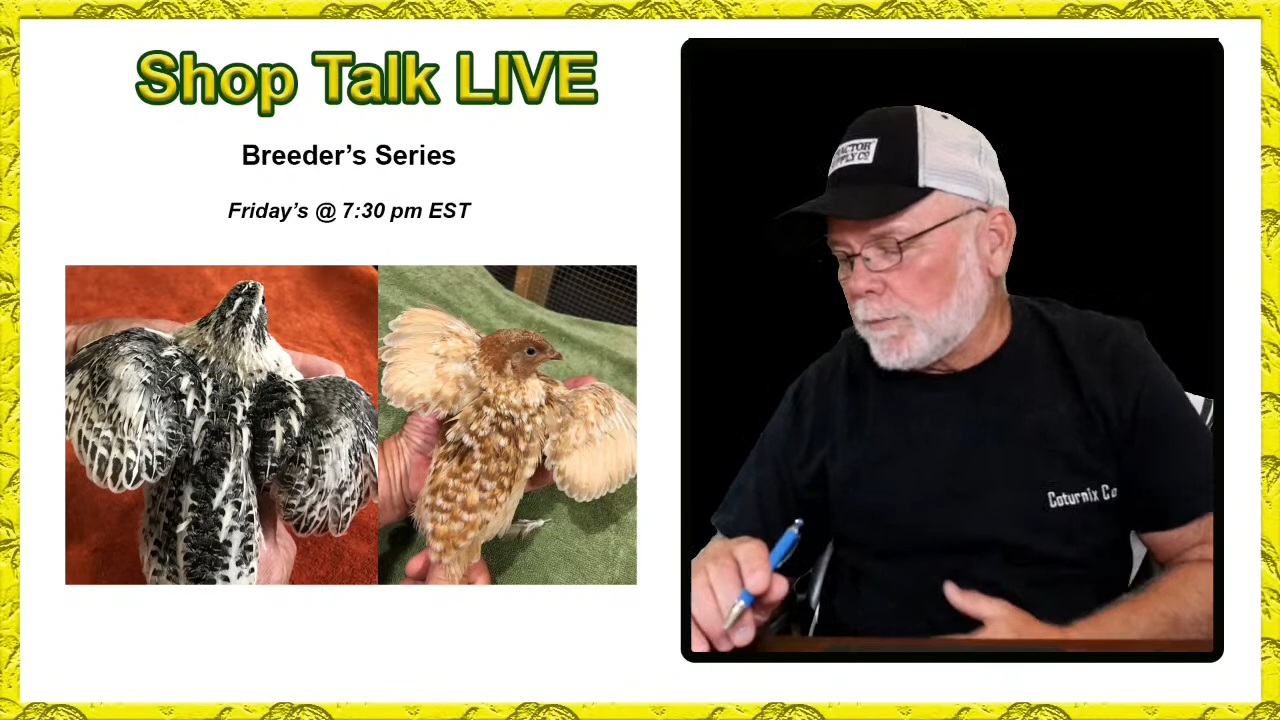 Shop Talk LIVE
Breeder’s Series
Friday’s @ 7:30 pm EST
Coturnix Co